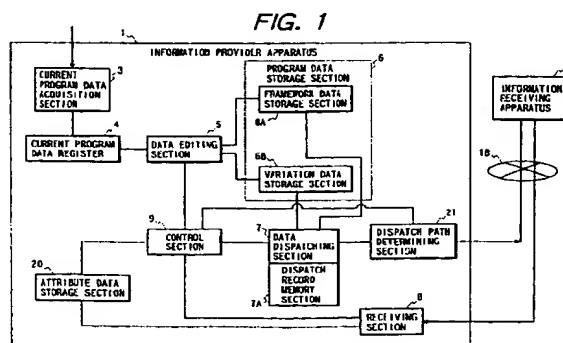 FIG. 1
1
INFORMATION PROVIDER APPARATUS
CURRENT
PROGRAM DATA
ACQUISITION
SECTION
3
4
CURRENT PROGRAM
DATA REGISTER
5
DATA EDITING
SECTION
6
PROGRAM DATA
STORAGE SECTION
FRAMEWORK DATA
STORAGE SECTION
6A
6B
VARIATION DATA
STORAGE SECTION
INFORMATION
RECEIVING
APPARATUS
18
9
CONTROL
SECTION
7
DATA
DISPATCHING
SECTION
DISPATCH
RECORD
MEMORY
SECTION
7A
21
DISPATCH PATH
DETERMINING
SECTION
20
ATTRIBUTE DATA
STORAGE SECTION
8
RECEIVING
SECTION